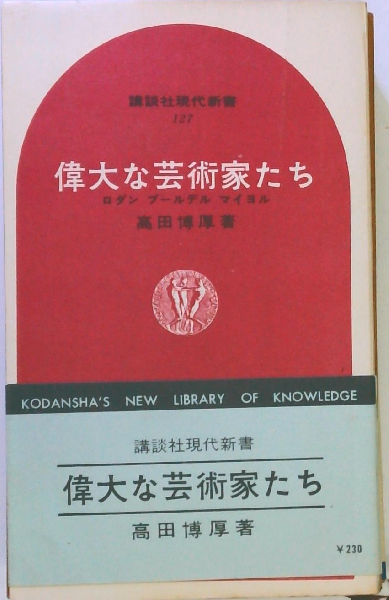 講談社現代新書
121
偉大な芸術家たち
ロダン ブールデル マイヨル
高田博厚著
KODANSHA'S NEW LIBRARY OF KNOWLEDGE
講談社現代新書
偉大な芸術家たち
高田博厚著
¥230